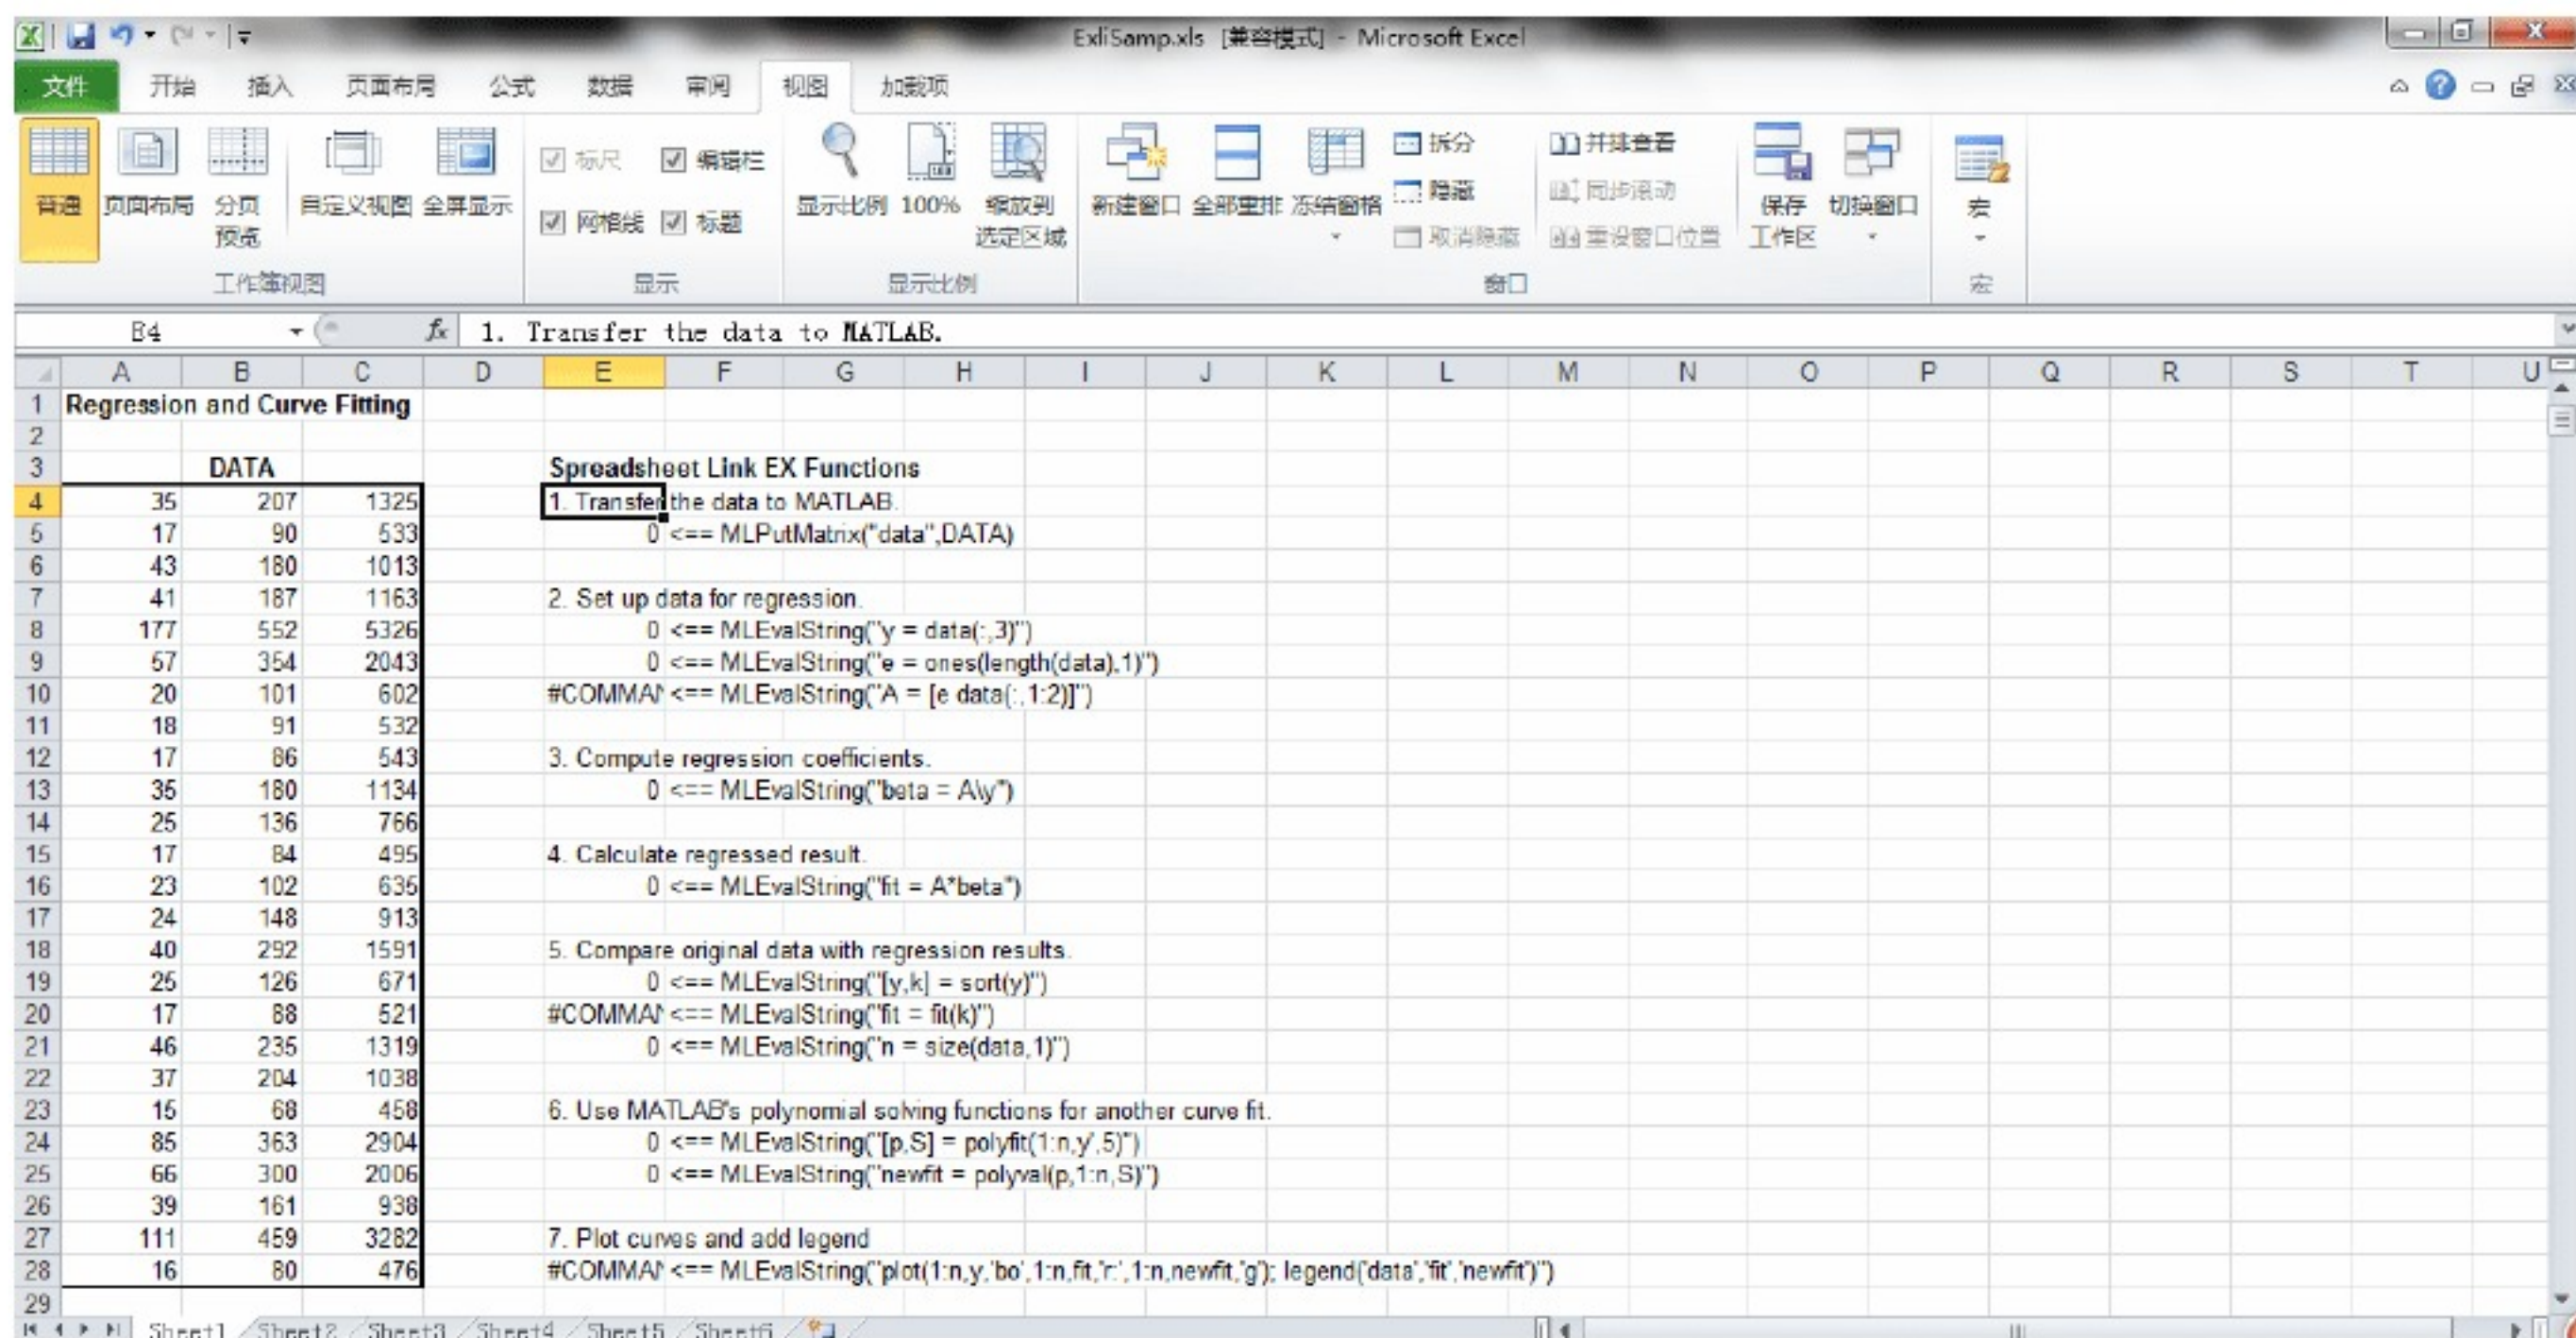 ExliSamp.xls [兼容模式] - Microsoft Excel
文件 开始 插入 页面布局 公式 数据 审阅 视图 加载项
普通 页面布局 分页预览 自定义视图 全屏显示 标尺 编辑栏 网格线 标题 显示比例 100% 缩放到选定区域 新建窗口 全部重排 冻结窗格 拆分 隐藏 取消隐藏 并排查看 同步滚动 重设窗口位置 保存工作区 切换窗口 宏
工作簿视图 显示 显示比例 窗口 宏
E4 fx 1. Transfer the data to MATLAB.
A B C D E F G H I J K L M N O P Q R S T U
1 Regression and Curve Fitting
2
3 DATA Spreadsheet Link EX Functions
4 35 207 1325 1. Transfer the data to MATLAB.
5 17 90 533 0 <== MLPutMatrix("data",DATA)
6 43 180 1013
7 41 187 1163 2. Set up data for regression.
8 177 552 5326 0 <== MLEvalString("y = data(:,3)")
9 57 354 2043 0 <== MLEvalString("e = ones(length(data),1)")
10 20 101 602 #COMMAN <== MLEvalString("A = [e data(:,1:2)]")
11 18 91 532
12 17 86 543 3. Compute regression coefficients.
13 35 180 1134 0 <== MLEvalString("beta = A\y")
14 25 136 766
15 17 84 495 4. Calculate regressed result.
16 23 102 635 0 <== MLEvalString("fit = A*beta")
17 24 148 913
18 40 292 1591 5. Compare original data with regression results.
19 25 126 671 0 <== MLEvalString("[y,k] = sort(y)")
20 17 88 521 #COMMAN <== MLEvalString("fit = fit(k)")
21 46 235 1319 0 <== MLEvalString("n = size(data,1)")
22 37 204 1038
23 15 68 458 6. Use MATLAB's polynomial solving functions for another curve fit.
24 85 363 2904 0 <== MLEvalString("[p,S] = polyfit(1:n,y',5)")
25 66 300 2006 0 <== MLEvalString("newfit = polyval(p,1:n,S)")
26 39 161 938
27 111 459 3282 7. Plot curves and add legend
28 16 80 476 #COMMAN <== MLEvalString("plot(1:n,y,'bo',1:n,fit,'r:',1:n,newfit,'g'); legend('data','fit','newfit')")
29
Sheet1 Sheet2 Sheet3 Sheet4 Sheet5 Sheet6